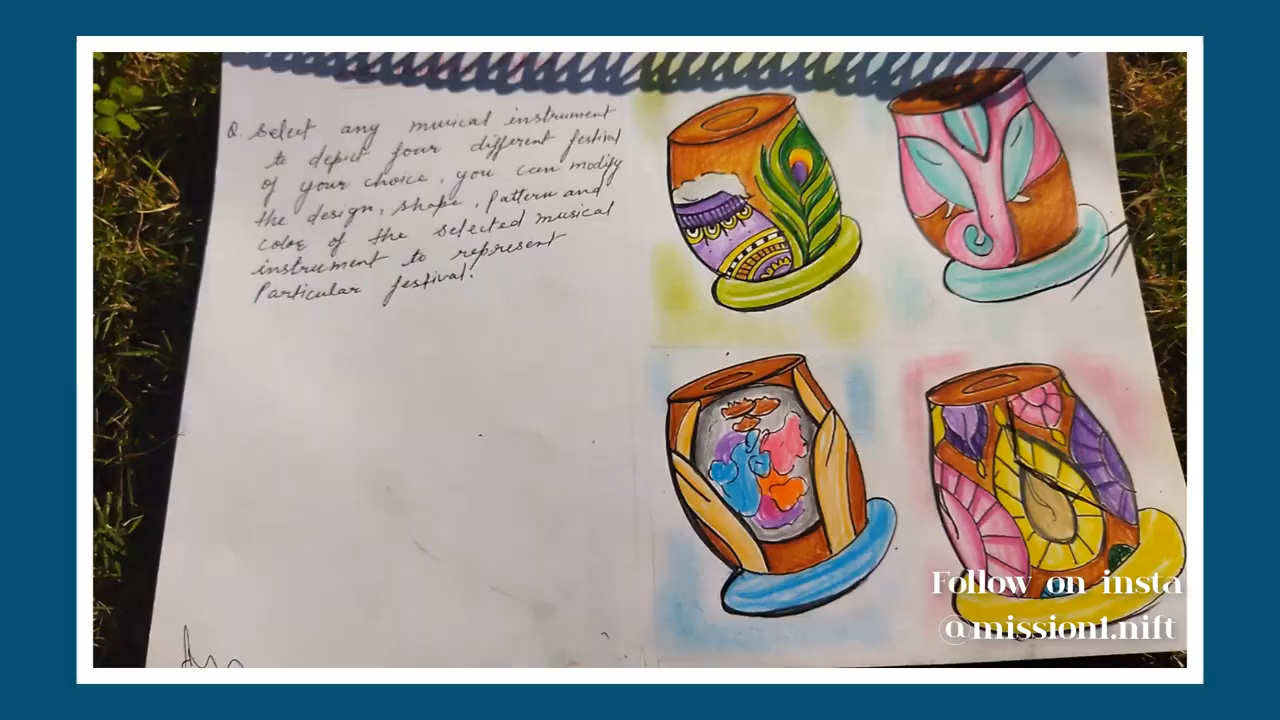 Q. Select any musical instrument
to depict four different festival
of your choice, you can modify
the design, shape, pattern and
color of the selected musical
instrument to represent
Particular festival.
Follow on insta
@mission1.nift